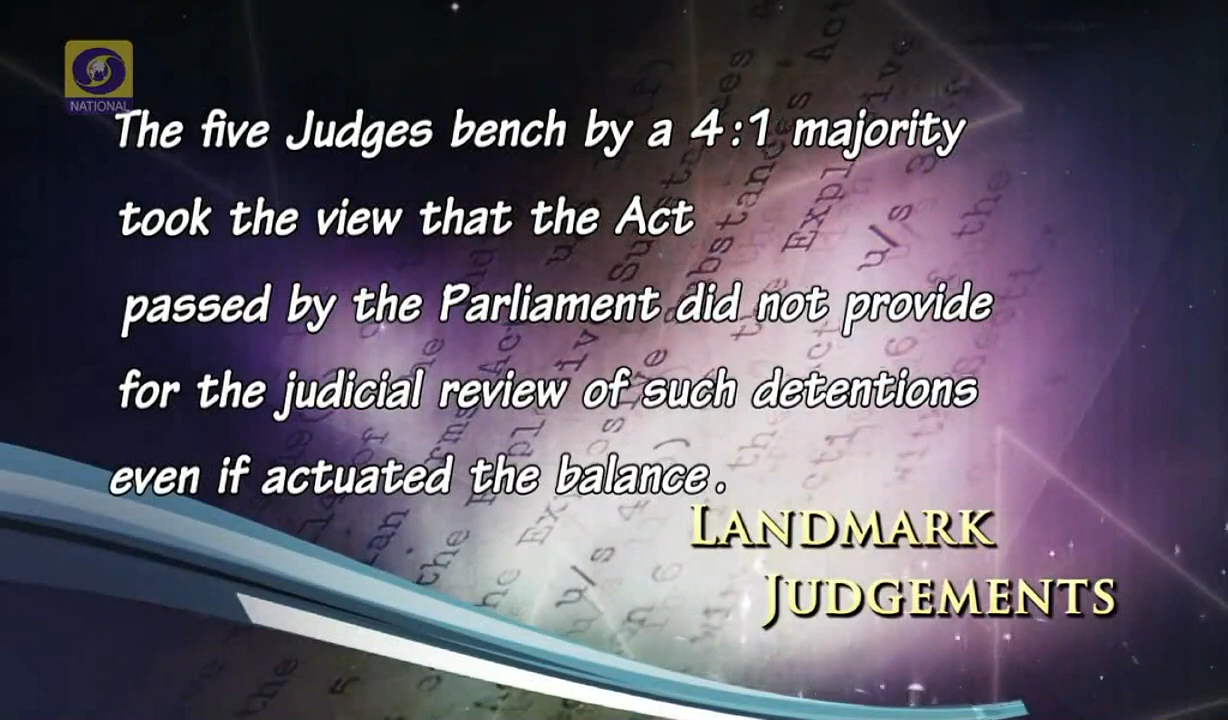 NATIONAL
The five Judges bench by a 4:1 majority
took the view that the Act
passed by the Parliament did not provide
for the judicial review of such detentions
even if actuated the balance.
LANDMARK
JUDGEMENTS